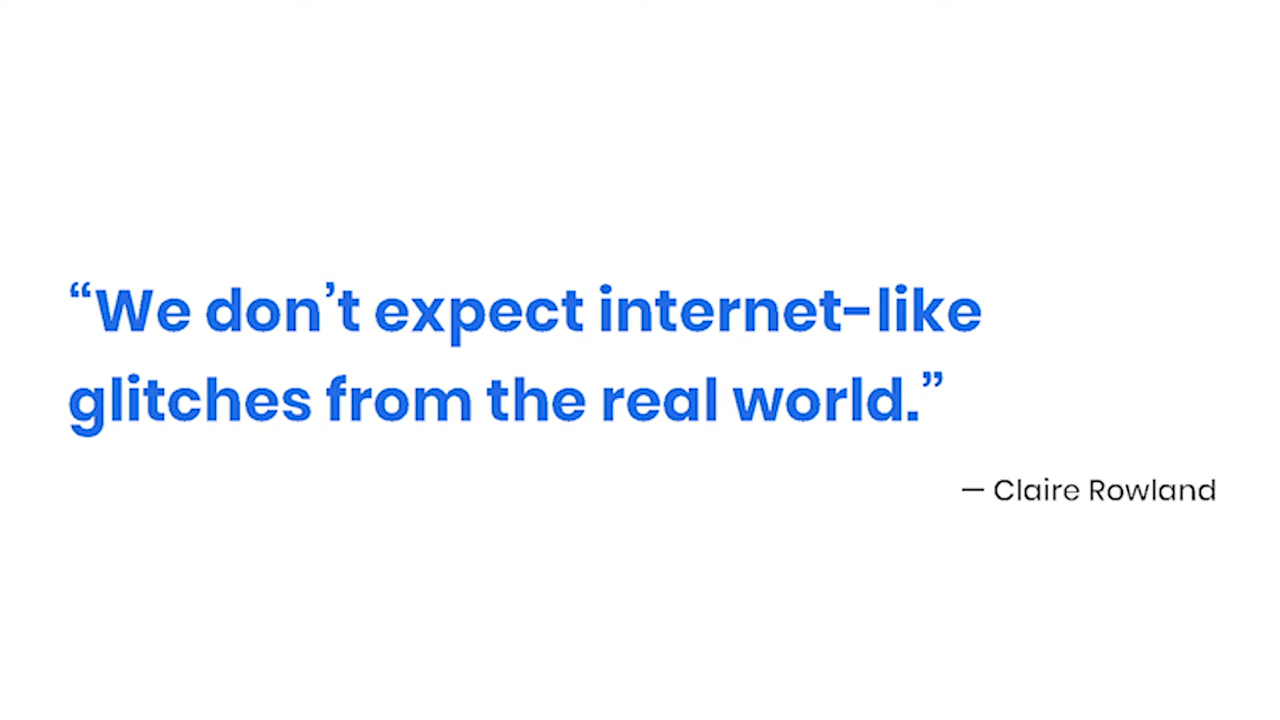 “We don’t expect internet-like
glitches from the real world.”
— Claire Rowland